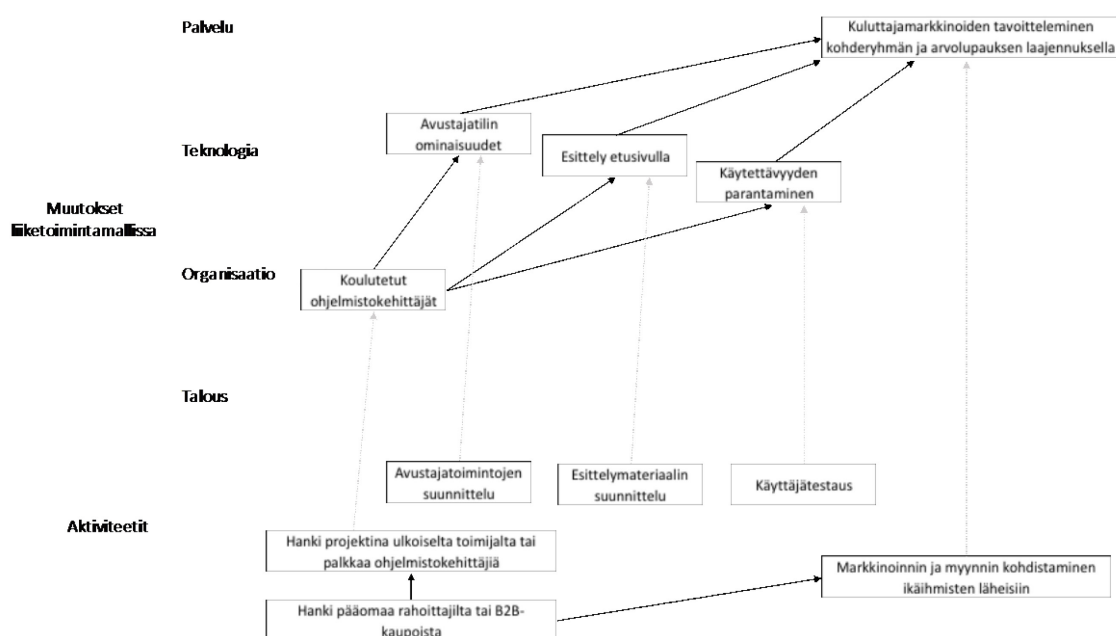 Palvelu
Kuluttajamarkkinoiden tavoitteleminen
kohderyhmän ja arvolupauksen laajennuksella
Avustajatilin
ominaisuudet
Teknologia
Esittely etusivulla
Käytettävyyden
parantaminen
Muutokset
liiketoimintamallissa
Organisaatio
Koulutetut
ohjelmistokehittäjät
Talous
Avustajatoimintojen
suunnittelu
Esittelymateriaalin
suunnittelu
Käyttäjätestaus
Aktiviteetit
Hanki projektina ulkoiselta toimijalta tai
palkkaa ohjelmistokehittäjiä
Markkinoinnin ja myynnin kohdistaminen
ikäihmisten läheisiin
Hanki pääomaa rahoittajilta tai B2B-
kaupoista